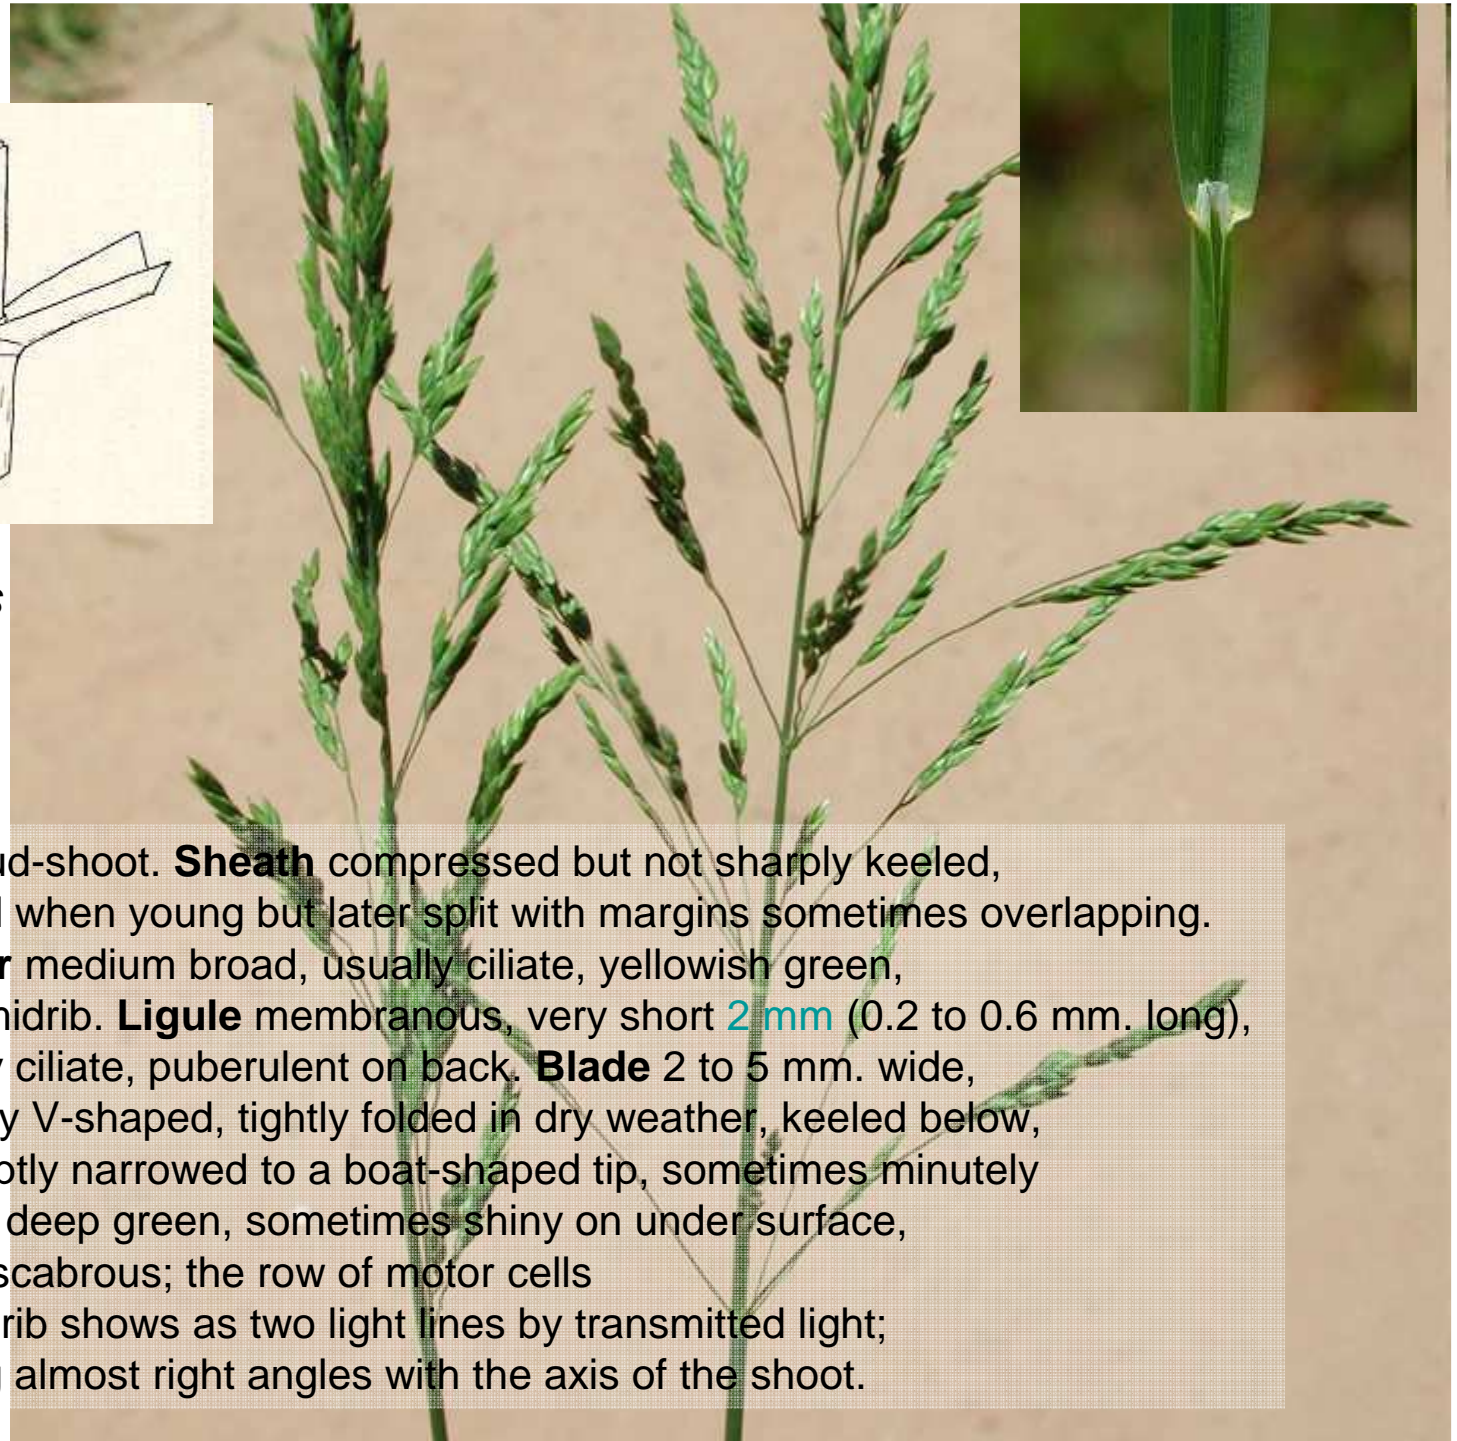 s
ud-shoot. Sheath compressed but not sharply keeled,
when young but later split with margins sometimes overlapping.
r medium broad, usually ciliate, yellowish green,
nidrib. Ligule membranous, very short 2 mm (0.2 to 0.6 mm. long),
y ciliate, puberulent on back. Blade 2 to 5 mm. wide,
y V-shaped, tightly folded in dry weather, keeled below,
ptly narrowed to a boat-shaped tip, sometimes minutely
deep green, sometimes shiny on under surface,
scabrous; the row of motor cells
rib shows as two light lines by transmitted light;
almost right angles with the axis of the shoot.